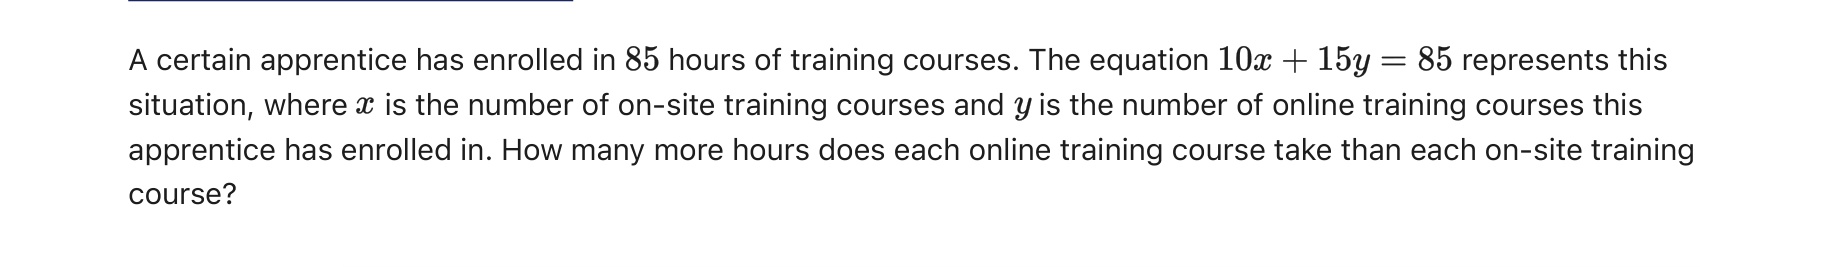 A certain apprentice has enrolled in 85 hours of training courses. The equation 10x + 15y = 85 represents this
situation, where x is the number of on-site training courses and y is the number of online training courses this
apprentice has enrolled in. How many more hours does each online training course take than each on-site training
course?